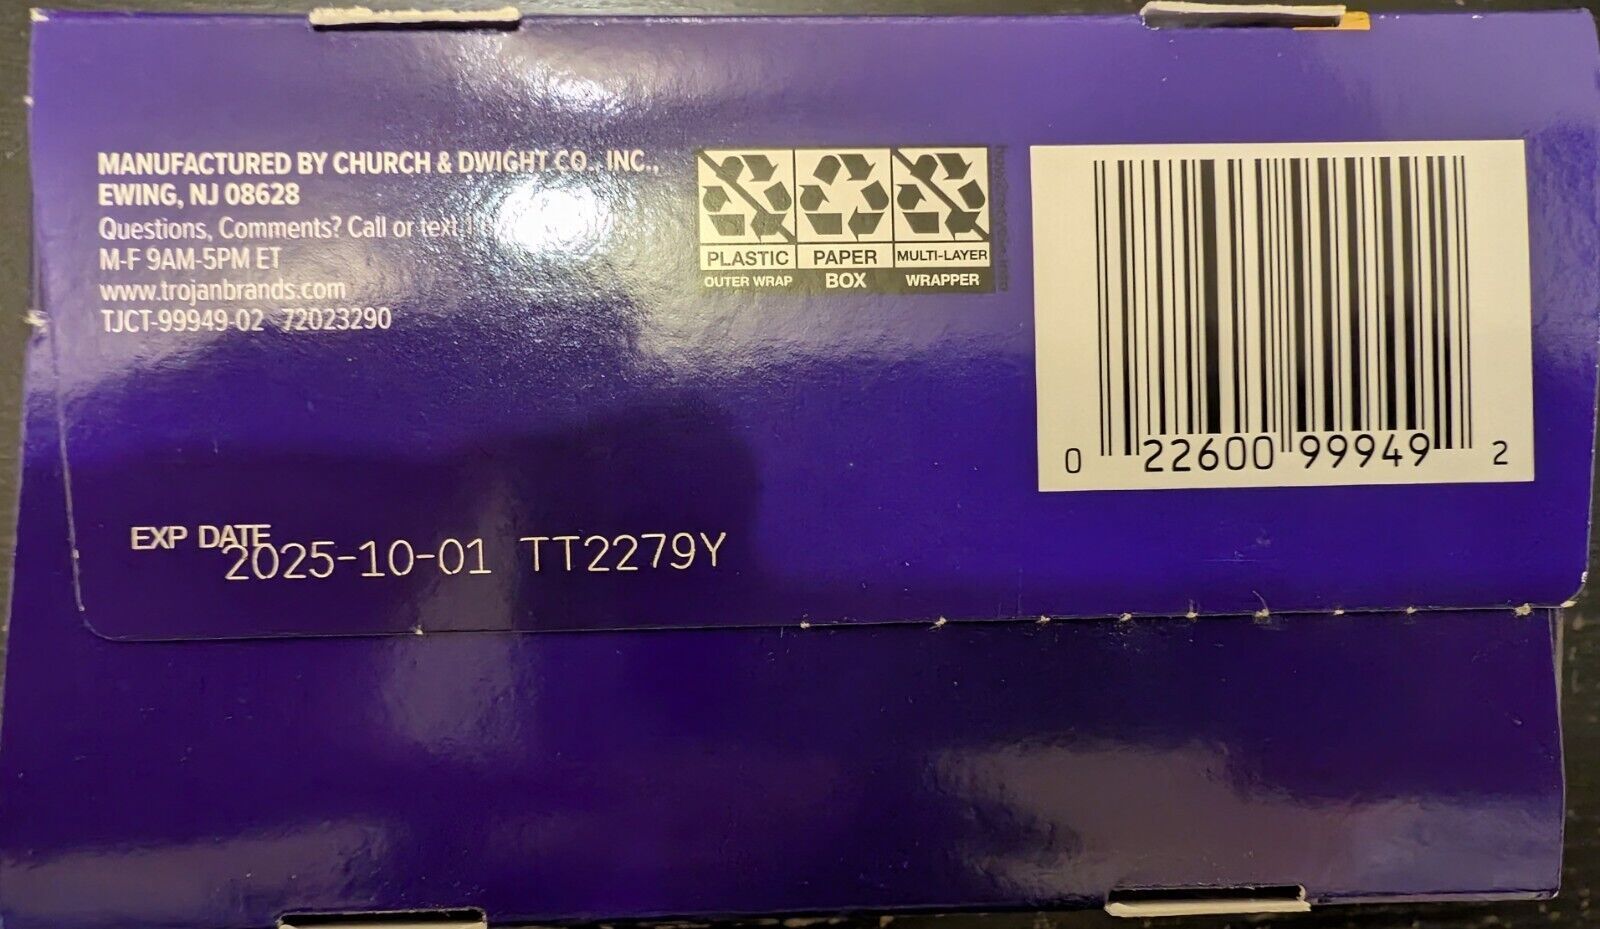 MANUFACTURED BY CHURCH & DWIGHT CO., INC.,
EWING, NJ 08628
Questions, Comments? Call or text
M-F 9AM-5PM ET
www.trojanbrands.com
TJCT-99949-02 72023290
PLASTIC
OUTER WRAP
PAPER
BOX
MULTI-LAYER
WRAPPER
0 22600 99949 2
EXP DATE
2025-10-01 TT2279Y